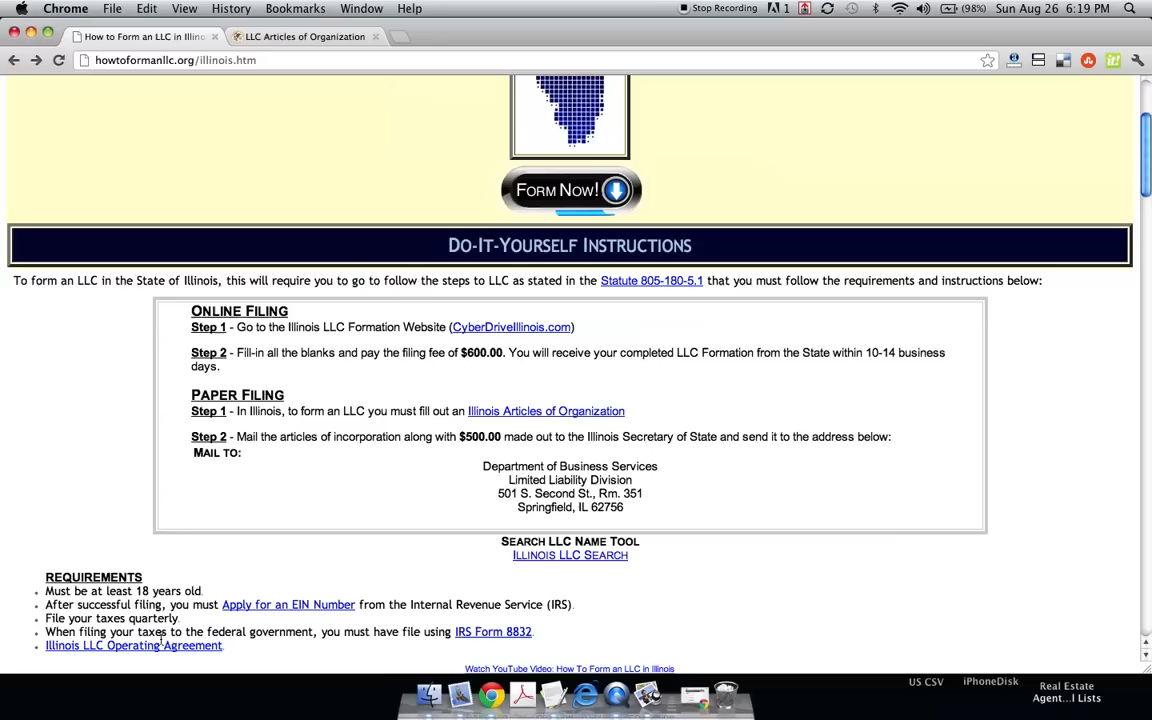 Chrome File Edit View History Bookmarks Window Help Stop Recording 1 (98%) Sun Aug 26 6:19 PM
How to Form an LLC in Illino × LLC Articles of Organization ×
howtoformanllc.org/illinois.htm
FORM NOW!
DO-IT-YOURSELF INSTRUCTIONS
To form an LLC in the State of Illinois, this will require you to go to follow the steps to LLC as stated in the Statute 805-180-5.1 that you must follow the requirements and instructions below:
ONLINE FILING
Step 1 - Go to the Illinois LLC Formation Website (CyberDriveIllinois.com)
Step 2 - Fill-in all the blanks and pay the filing fee of $600.00. You will receive your completed LLC Formation from the State within 10-14 business
days.
PAPER FILING
Step 1 - In Illinois, to form an LLC you must fill out an Illinois Articles of Organization
Step 2 - Mail the articles of incorporation along with $500.00 made out to the Illinois Secretary of State and send it to the address below:
MAIL TO:
Department of Business Services
Limited Liability Division
501 S. Second St., Rm. 351
Springfield, IL 62756
SEARCH LLC NAME TOOL
ILLINOIS LLC SEARCH
REQUIREMENTS
Must be at least 18 years old.
After successful filing, you must Apply for an EIN Number from the Internal Revenue Service (IRS).
File your taxes quarterly.
When filing your taxes to the federal government, you must have file using IRS Form 8832.
Illinois LLC Operating Agreement.
Watch YouTube Video: How To Form an LLC in Illinois
US CSV iPhoneDisk Real Estate
Agent...l Lists